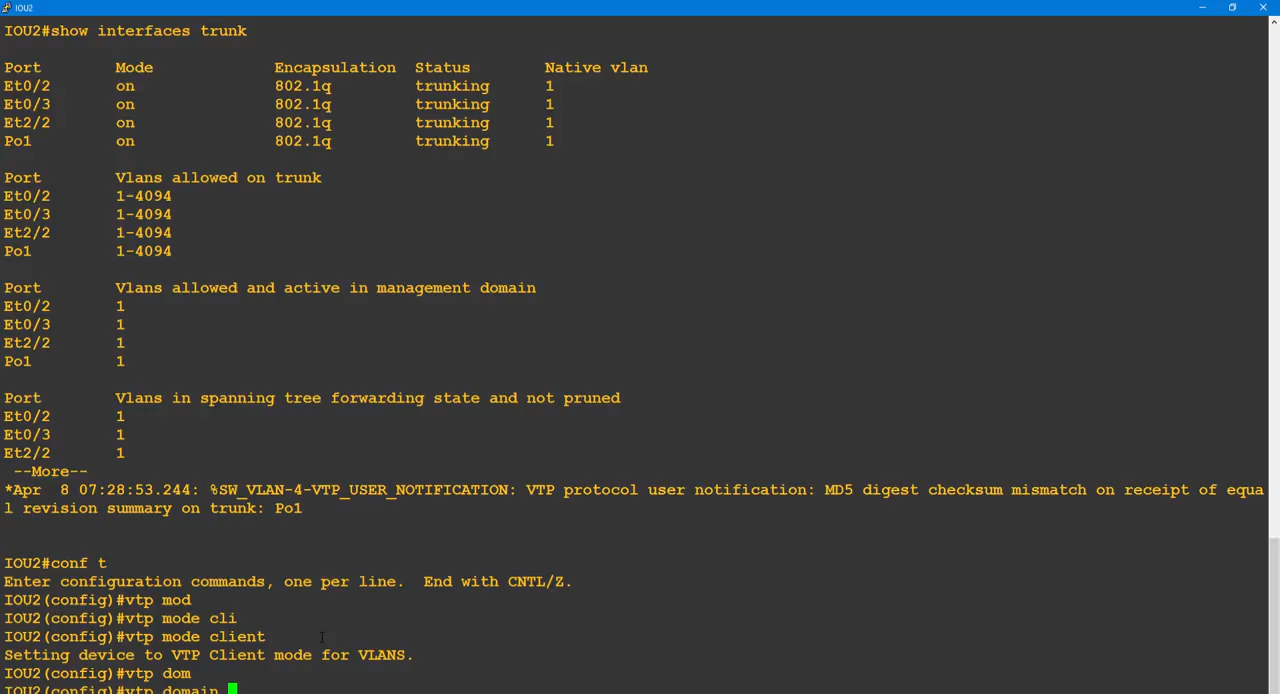 IOU2
IOU2#show interfaces trunk
Port Mode Encapsulation Status Native vlan
Et0/2 on 802.1q trunking 1
Et0/3 on 802.1q trunking 1
Et2/2 on 802.1q trunking 1
Po1 on 802.1q trunking 1
Port Vlans allowed on trunk
Et0/2 1-4094
Et0/3 1-4094
Et2/2 1-4094
Po1 1-4094
Port Vlans allowed and active in management domain
Et0/2 1
Et0/3 1
Et2/2 1
Po1 1
Port Vlans in spanning tree forwarding state and not pruned
Et0/2 1
Et0/3 1
Et2/2 1
--More--
*Apr 8 07:28:53.244: %SW_VLAN-4-VTP_USER_NOTIFICATION: VTP protocol user notification: MD5 digest checksum mismatch on receipt of equa
l revision summary on trunk: Po1
IOU2#conf t
Enter configuration commands, one per line. End with CNTL/Z.
IOU2(config)#vtp mod
IOU2(config)#vtp mode cli
IOU2(config)#vtp mode client
Setting device to VTP Client mode for VLANS.
IOU2(config)#vtp dom
IOU2(config)#vtp domain